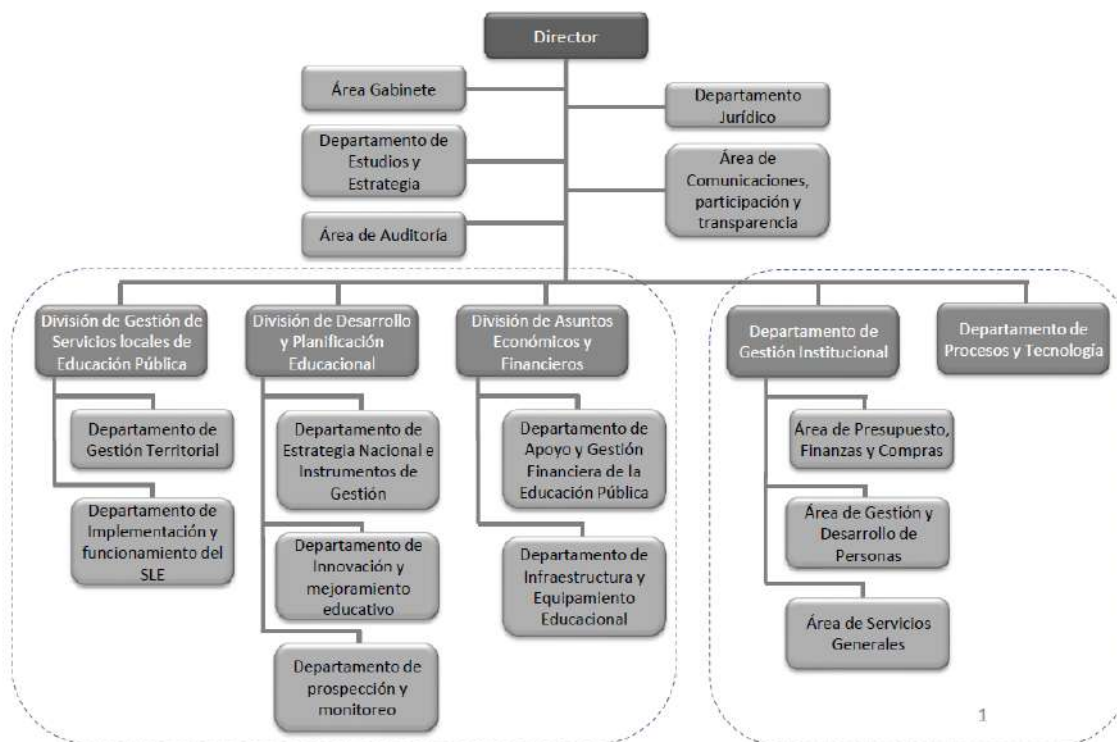 Director
Área Gabinete
Departamento
Jurídico
Departamento de
Estudios y
Estrategia
Área de
Comunicaciones,
participación y
transparencia
Área de Auditoría
División de Gestión de
Servicios locales de
Educación Pública
División de Desarrollo
y Planificación
Educacional
División de Asuntos
Económicos y
Financieros
Departamento de
Gestión Institucional
Departamento de
Procesos y Tecnología
Departamento de
Gestión Territorial
Departamento de
Implementación y
funcionamiento del
SLE
Departamento de
Estrategia Nacional e
Instrumentos de
Gestión
Departamento de
Innovación y
mejoramiento
educativo
Departamento de
prospección y
monitoreo
Departamento de
Apoyo y Gestión
Financiera de la
Educación Pública
Departamento de
Infraestructura y
Equipamiento
Educacional
Área de Presupuesto,
Finanzas y Compras
Área de Gestión y
Desarrollo de
Personas
Área de Servicios
Generales
1